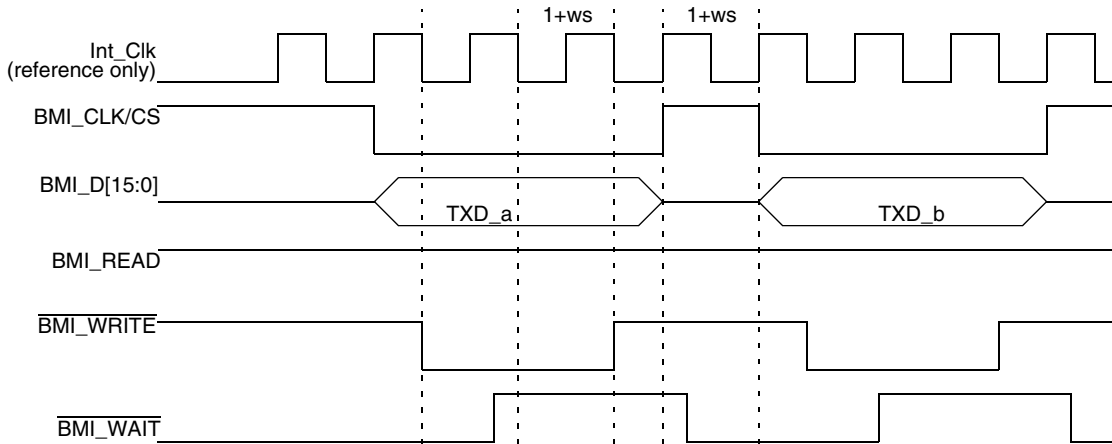 1+ws 1+ws
Int_Clk
(reference only)
BMI_CLK/CS
BMI_D[15:0]
TXD_a TXD_b
BMI_READ
BMI_WRITE
BMI_WAIT